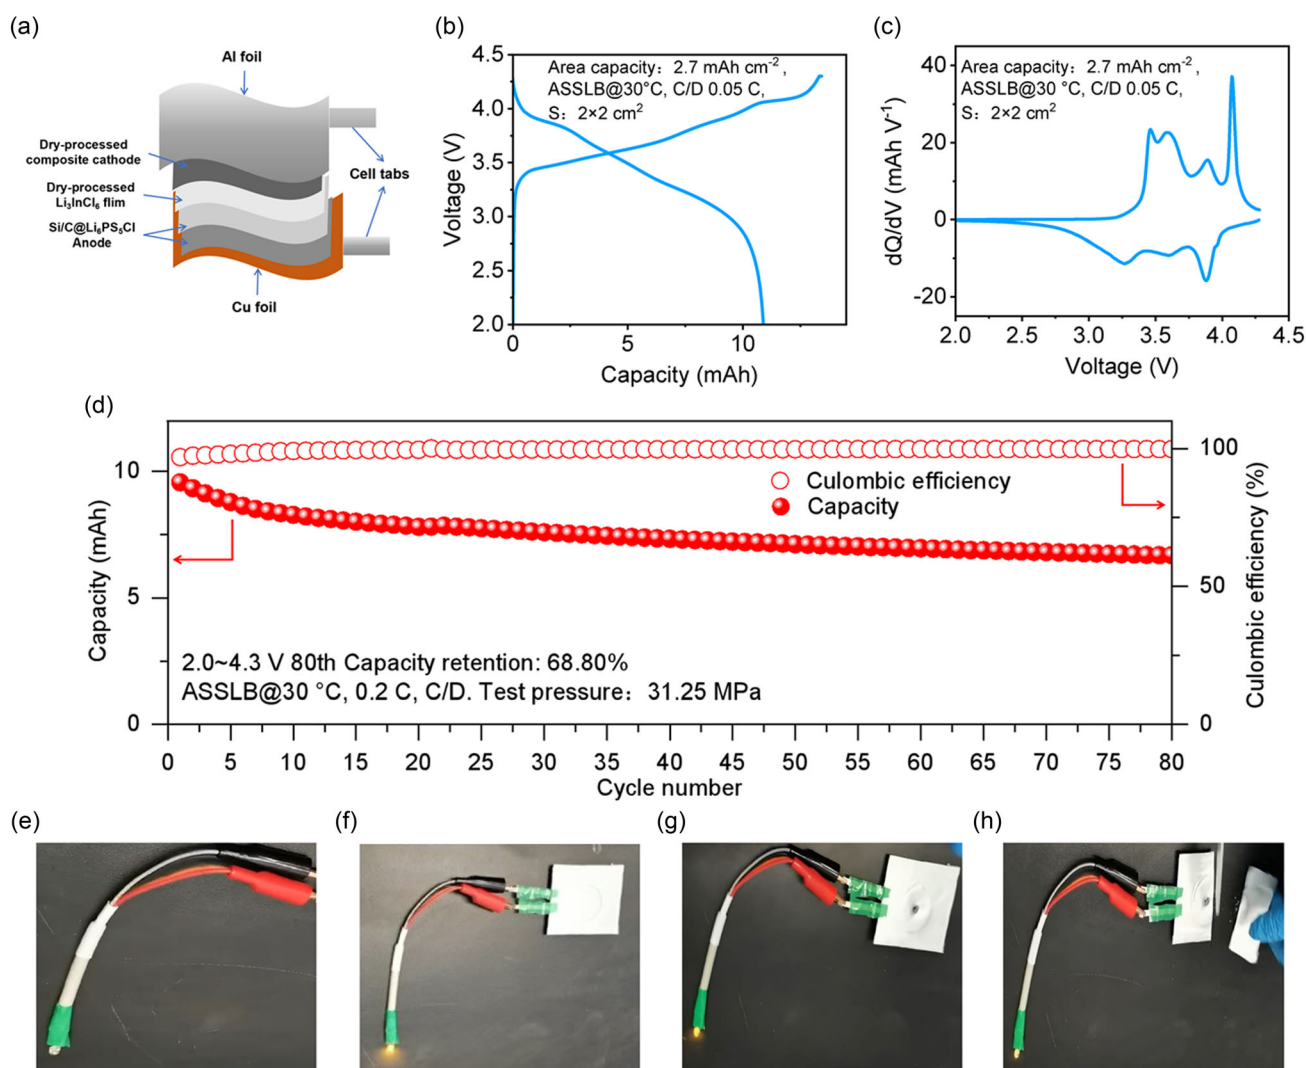 (a)
Al foil
Dry-processed
composite cathode
Dry-processed
Li₃InCl₆ flim
Si/C@Li₆PS₅Cl
Anode
Cell tabs
Cu foil
(b)
Area capacity：2.7 mAh cm⁻²,
ASSLB@30°C, C/D 0.05 C,
S：2×2 cm²
Voltage (V)
4.5
4.0
3.5
3.0
2.5
2.0
0
5
10
Capacity (mAh)
(c)
Area capacity：2.7 mAh cm⁻²,
ASSLB@30 °C, C/D 0.05 C,
S：2×2 cm²
dQ/dV (mAh V⁻¹)
40
20
0
-20
2.0
2.5
3.0
3.5
4.0
4.5
Voltage (V)
(d)
Capacity (mAh)
10
5
0
Culombic efficiency
Capacity
2.0~4.3 V 80th Capacity retention: 68.80%
ASSLB@30 °C, 0.2 C, C/D. Test pressure：31.25 MPa
100
50
0
Culombic efficiency (%)
0
5
10
15
20
25
30
35
40
45
50
55
60
65
70
75
80
Cycle number
(e)
(f)
(g)
(h)